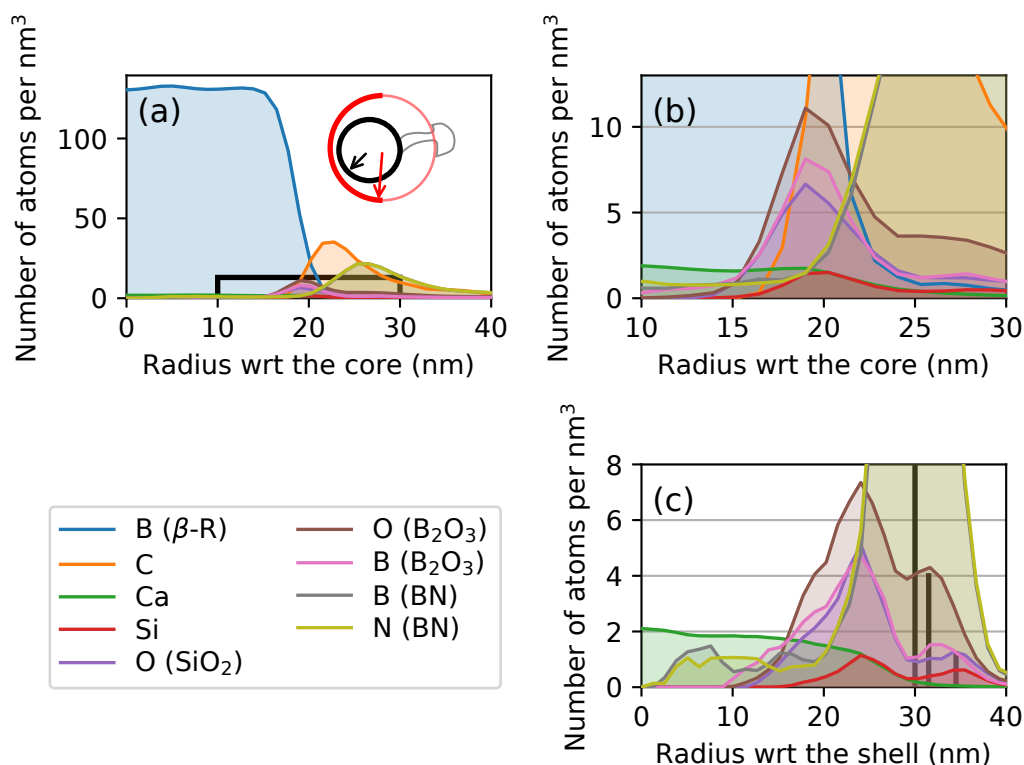 Number of atoms per nm³
100
50
0
(a)
0 10 20 30 40
Radius wrt the core (nm)
Number of atoms per nm³
10
5
0
(b)
10 15 20 25 30
Radius wrt the core (nm)
B (β-R)
C
Ca
Si
O (SiO₂)
O (B₂O₃)
B (B₂O₃)
B (BN)
N (BN)
Number of atoms per nm³
8
6
4
2
0
(c)
0 10 20 30 40
Radius wrt the shell (nm)